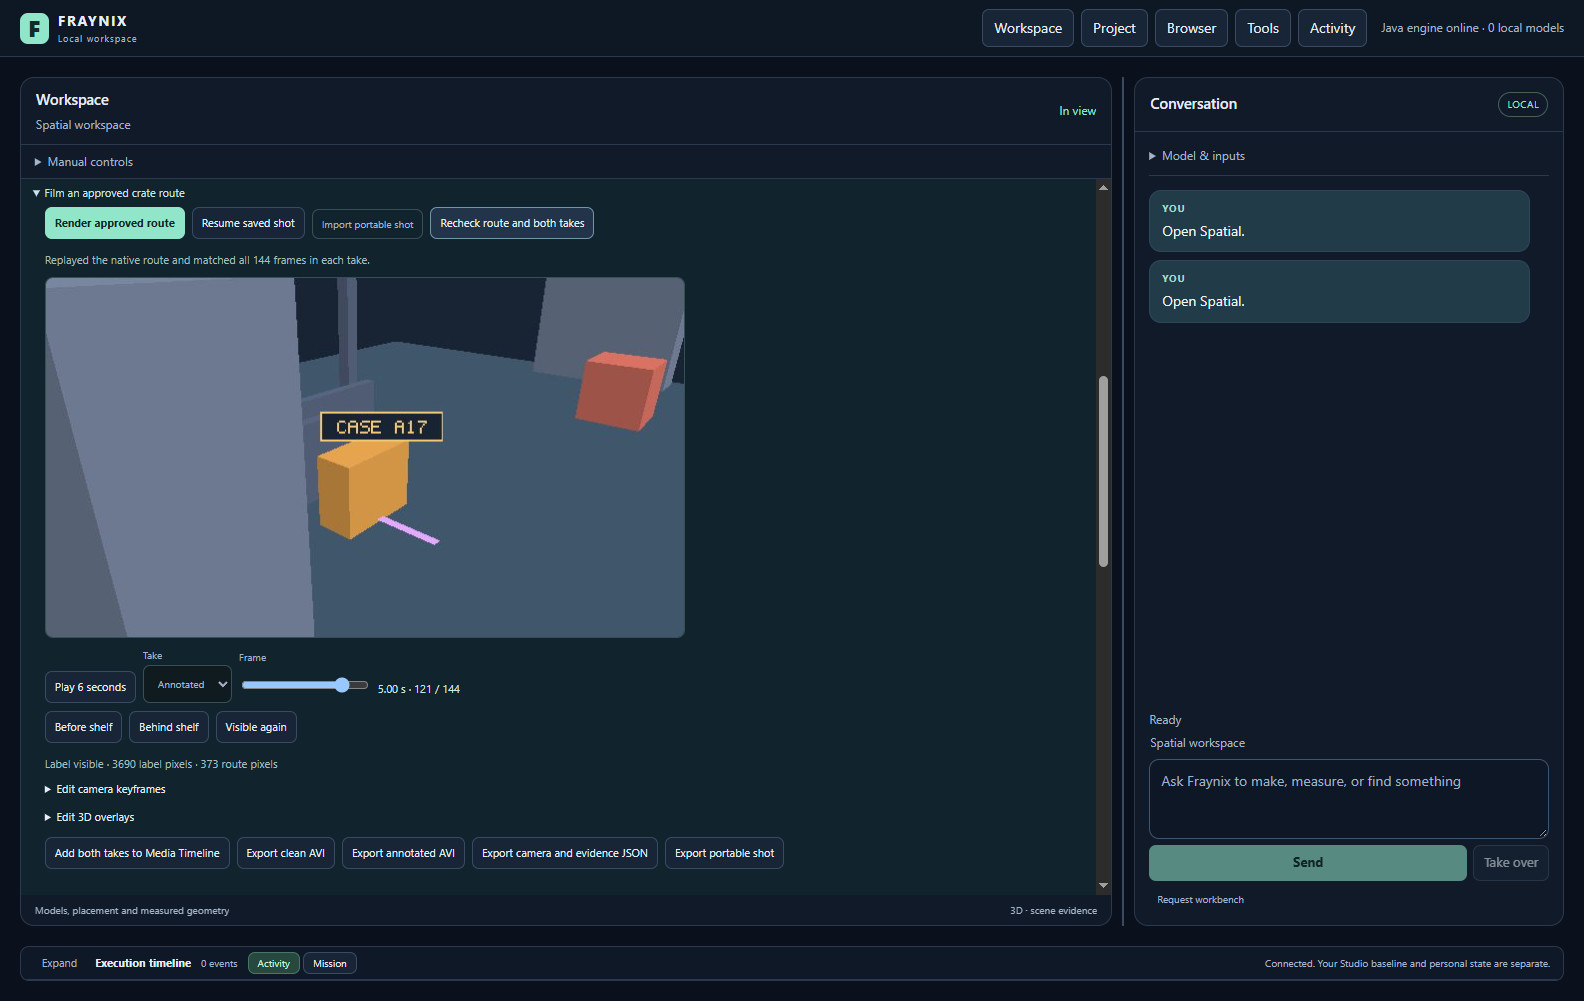 F
FRAYNIX
Local workspace
Workspace
Project
Browser
Tools
Activity
Java engine online · 0 local models
Workspace
Spatial workspace
In view
Manual controls
Film an approved crate route
Render approved route
Resume saved shot
Import portable shot
Recheck route and both takes
Replayed the native route and matched all 144 frames in each take.
CASE A17
Take
Frame
Play 6 seconds
Annotated
5.00 s · 121 / 144
Before shelf
Behind shelf
Visible again
Label visible · 3690 label pixels · 373 route pixels
Edit camera keyframes
Edit 3D overlays
Add both takes to Media Timeline
Export clean AVI
Export annotated AVI
Export camera and evidence JSON
Export portable shot
Models, placement and measured geometry
3D · scene evidence
Conversation
LOCAL
Model & inputs
YOU
Open Spatial.
YOU
Open Spatial.
Ready
Spatial workspace
Ask Fraynix to make, measure, or find something
Send
Take over
Request workbench
Expand
Execution timeline
0 events
Activity
Mission
Connected. Your Studio baseline and personal state are separate.